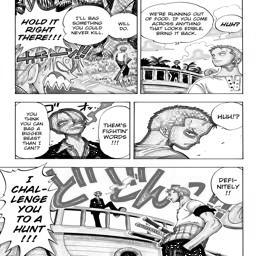 HUH?
WE'RE RUNNING OUT
OF FOOD. IF YOU COME
ACROSS ANYTHING
THAT LOOKS EDIBLE,
BRING IT BACK.
WILL
DO.
I'LL BAG
SOMETHING
YOU COULD
NEVER KILL.
HOLD IT
RIGHT
THERE!!!
HUH!?
THEM'S
FIGHTIN'
WORDS
!!!
YOU
THINK YOU
CAN BAG
A BIGGER
BEAST
THAN I
CAN!?
DEFI-
NITELY
!!
I
CHAL-
LENGE
YOU TO
A HUNT
!!!